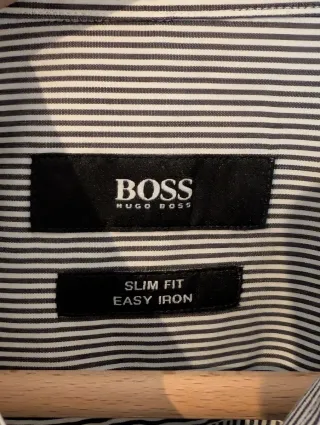 BOSS
HUGO BOSS
SLIM FIT
EASY IRON